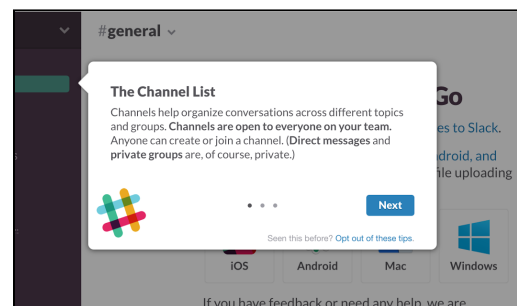 #general
Go
The Channel List
Channels help organize conversations across different topics
and groups. Channels are open to everyone on your team.
Anyone can create or join a channel. (Direct messages and
private groups are, of course, private.)
es to Slack.
droid, and
file uploading
Next
Seen this before? Opt out of these tips.
iOS Android Mac Windows
If you have feedback or need any help, we are